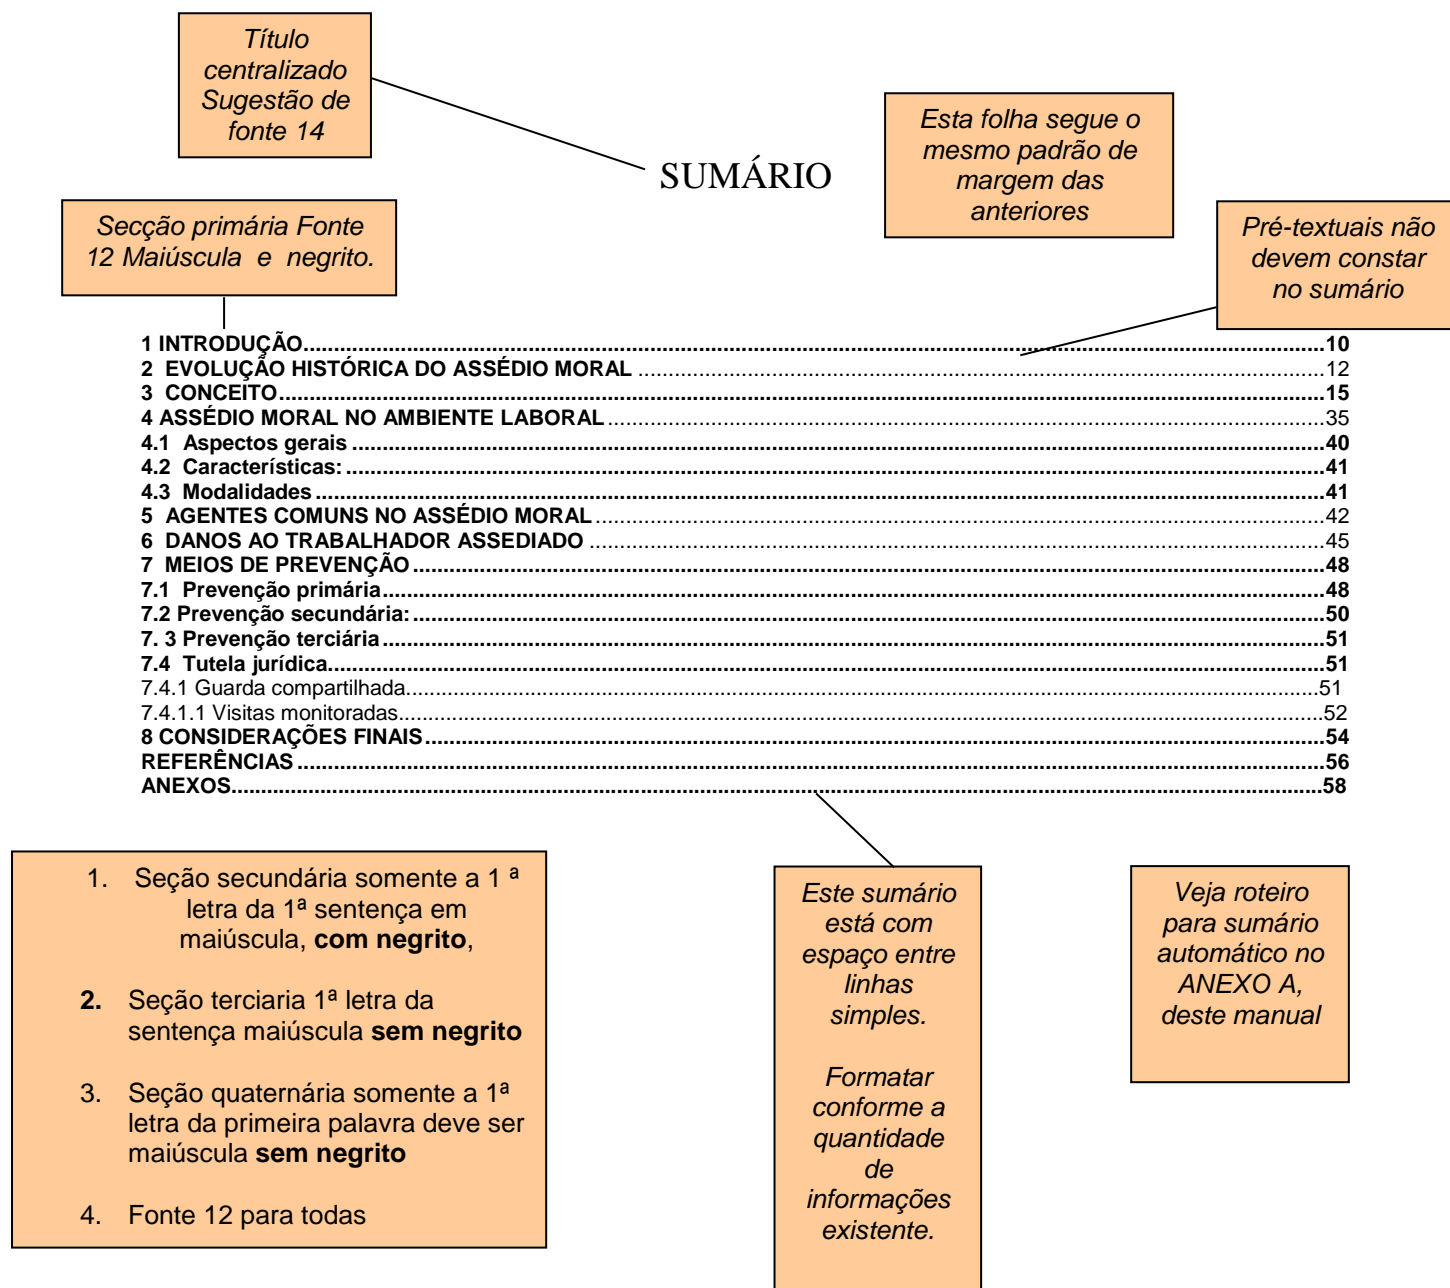 Título
centralizado
Sugestão de
fonte 14
Esta folha segue o
mesmo padrão de
margem das
anteriores
SUMÁRIO
Secção primária Fonte
12 Maiúscula e negrito.
Pré-textuais não
devem constar
no sumário
1 INTRODUÇÃO..........10
2 EVOLUÇÃO HISTÓRICA DO ASSÉDIO MORAL ..........12
3 CONCEITO..........15
4 ASSÉDIO MORAL NO AMBIENTE LABORAL..........35
4.1 Aspectos gerais ..........40
4.2 Características:..........41
4.3 Modalidades..........41
5 AGENTES COMUNS NO ASSÉDIO MORAL..........42
6 DANOS AO TRABALHADOR ASSEDIADO ..........45
7 MEIOS DE PREVENÇÃO..........48
7.1 Prevenção primária..........48
7.2 Prevenção secundária:..........50
7. 3 Prevenção terciária..........51
7.4 Tutela jurídica..........51
7.4.1 Guarda compartilhada..........51
7.4.1.1 Visitas monitoradas..........52
8 CONSIDERAÇÕES FINAIS..........54
REFERÊNCIAS..........56
ANEXOS..........58
1. Seção secundária somente a 1 ª
letra da 1ª sentença em
maiúscula, com negrito,
2. Seção terciaria 1ª letra da
sentença maiúscula sem negrito
3. Seção quaternária somente a 1ª
letra da primeira palavra deve ser
maiúscula sem negrito
4. Fonte 12 para todas
Este sumário
está com
espaço entre
linhas
simples.
Formatar
conforme a
quantidade
de
informações
existente.
Veja roteiro
para sumário
automático no
ANEXO A,
deste manual